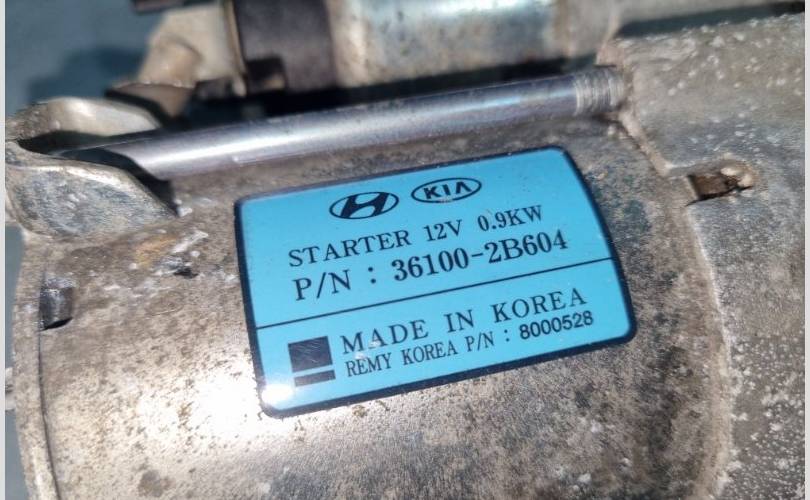 KIA
STARTER 12V 0.9KW
P/N : 36100-2B604
MADE IN KOREA
REMY KOREA P/N : 8000528